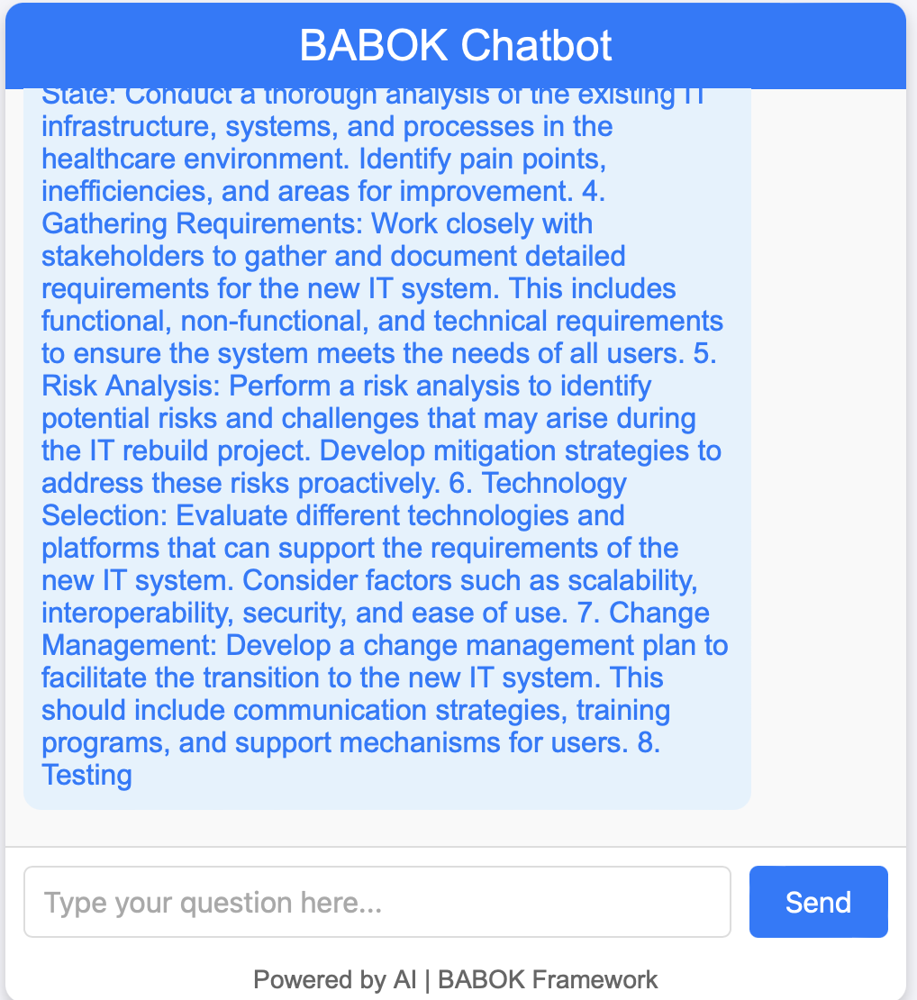 BABOK Chatbot
State: Conduct a thorough analysis of the existing IT
infrastructure, systems, and processes in the
healthcare environment. Identify pain points,
inefficiencies, and areas for improvement. 4.
Gathering Requirements: Work closely with
stakeholders to gather and document detailed
requirements for the new IT system. This includes
functional, non-functional, and technical requirements
to ensure the system meets the needs of all users. 5.
Risk Analysis: Perform a risk analysis to identify
potential risks and challenges that may arise during
the IT rebuild project. Develop mitigation strategies to
address these risks proactively. 6. Technology
Selection: Evaluate different technologies and
platforms that can support the requirements of the
new IT system. Consider factors such as scalability,
interoperability, security, and ease of use. 7. Change
Management: Develop a change management plan to
facilitate the transition to the new IT system. This
should include communication strategies, training
programs, and support mechanisms for users. 8.
Testing
Type your question here...
Send
Powered by AI | BABOK Framework